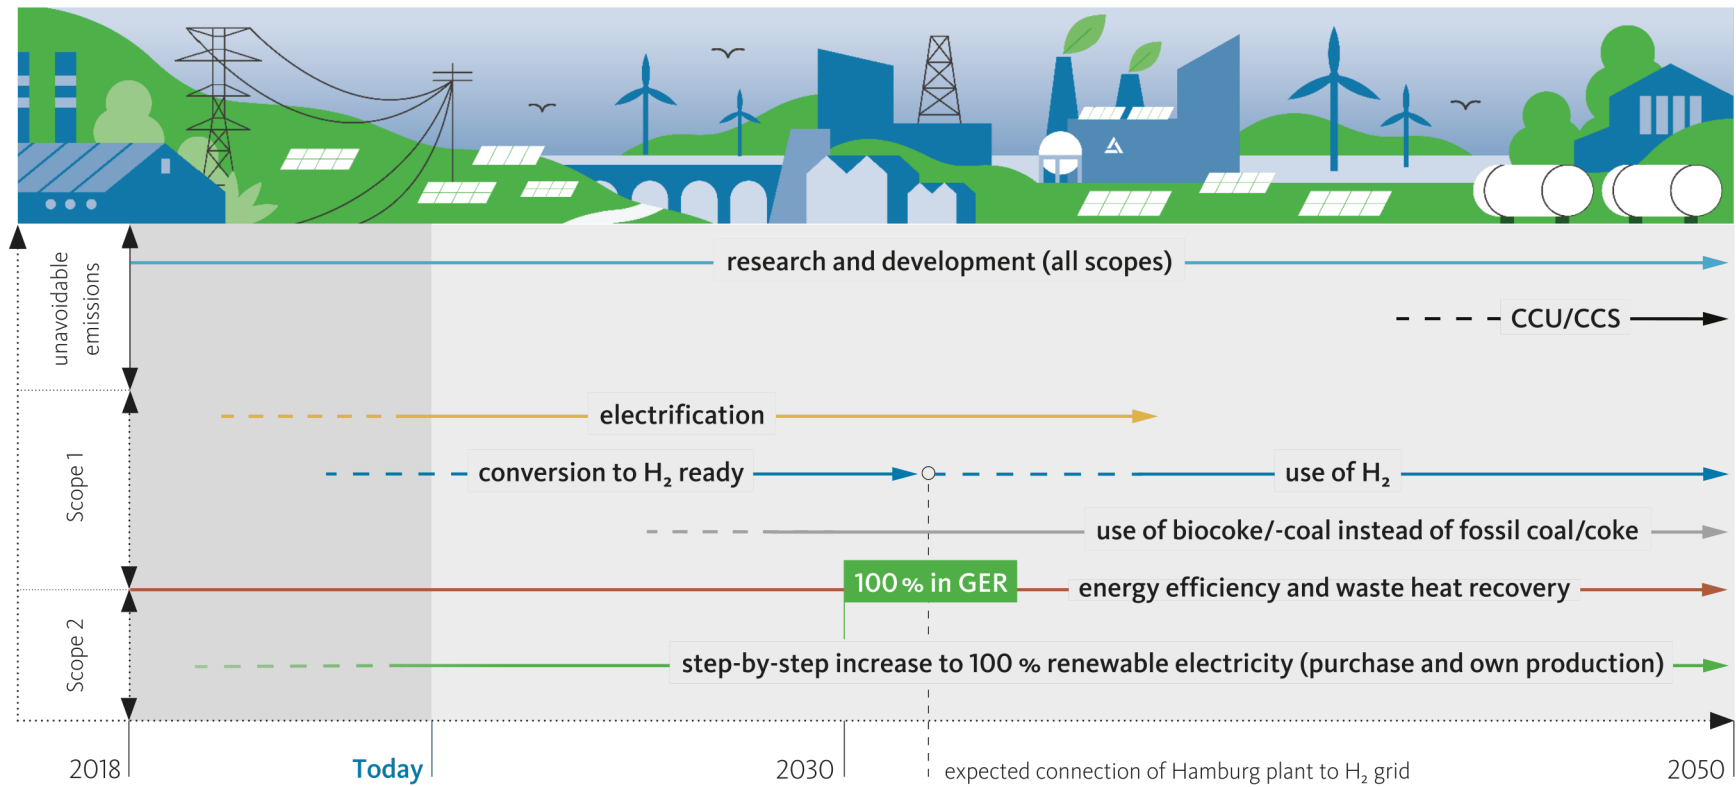 unavoidable
emissions
research and development (all scopes)
CCU/CCS
Scope 1
electrification
conversion to H₂ ready
use of H₂
use of biocoke/-coal instead of fossil coal/coke
100 % in GER
energy efficiency and waste heat recovery
Scope 2
step-by-step increase to 100 % renewable electricity (purchase and own production)
2018
Today
2030
expected connection of Hamburg plant to H₂ grid
2050